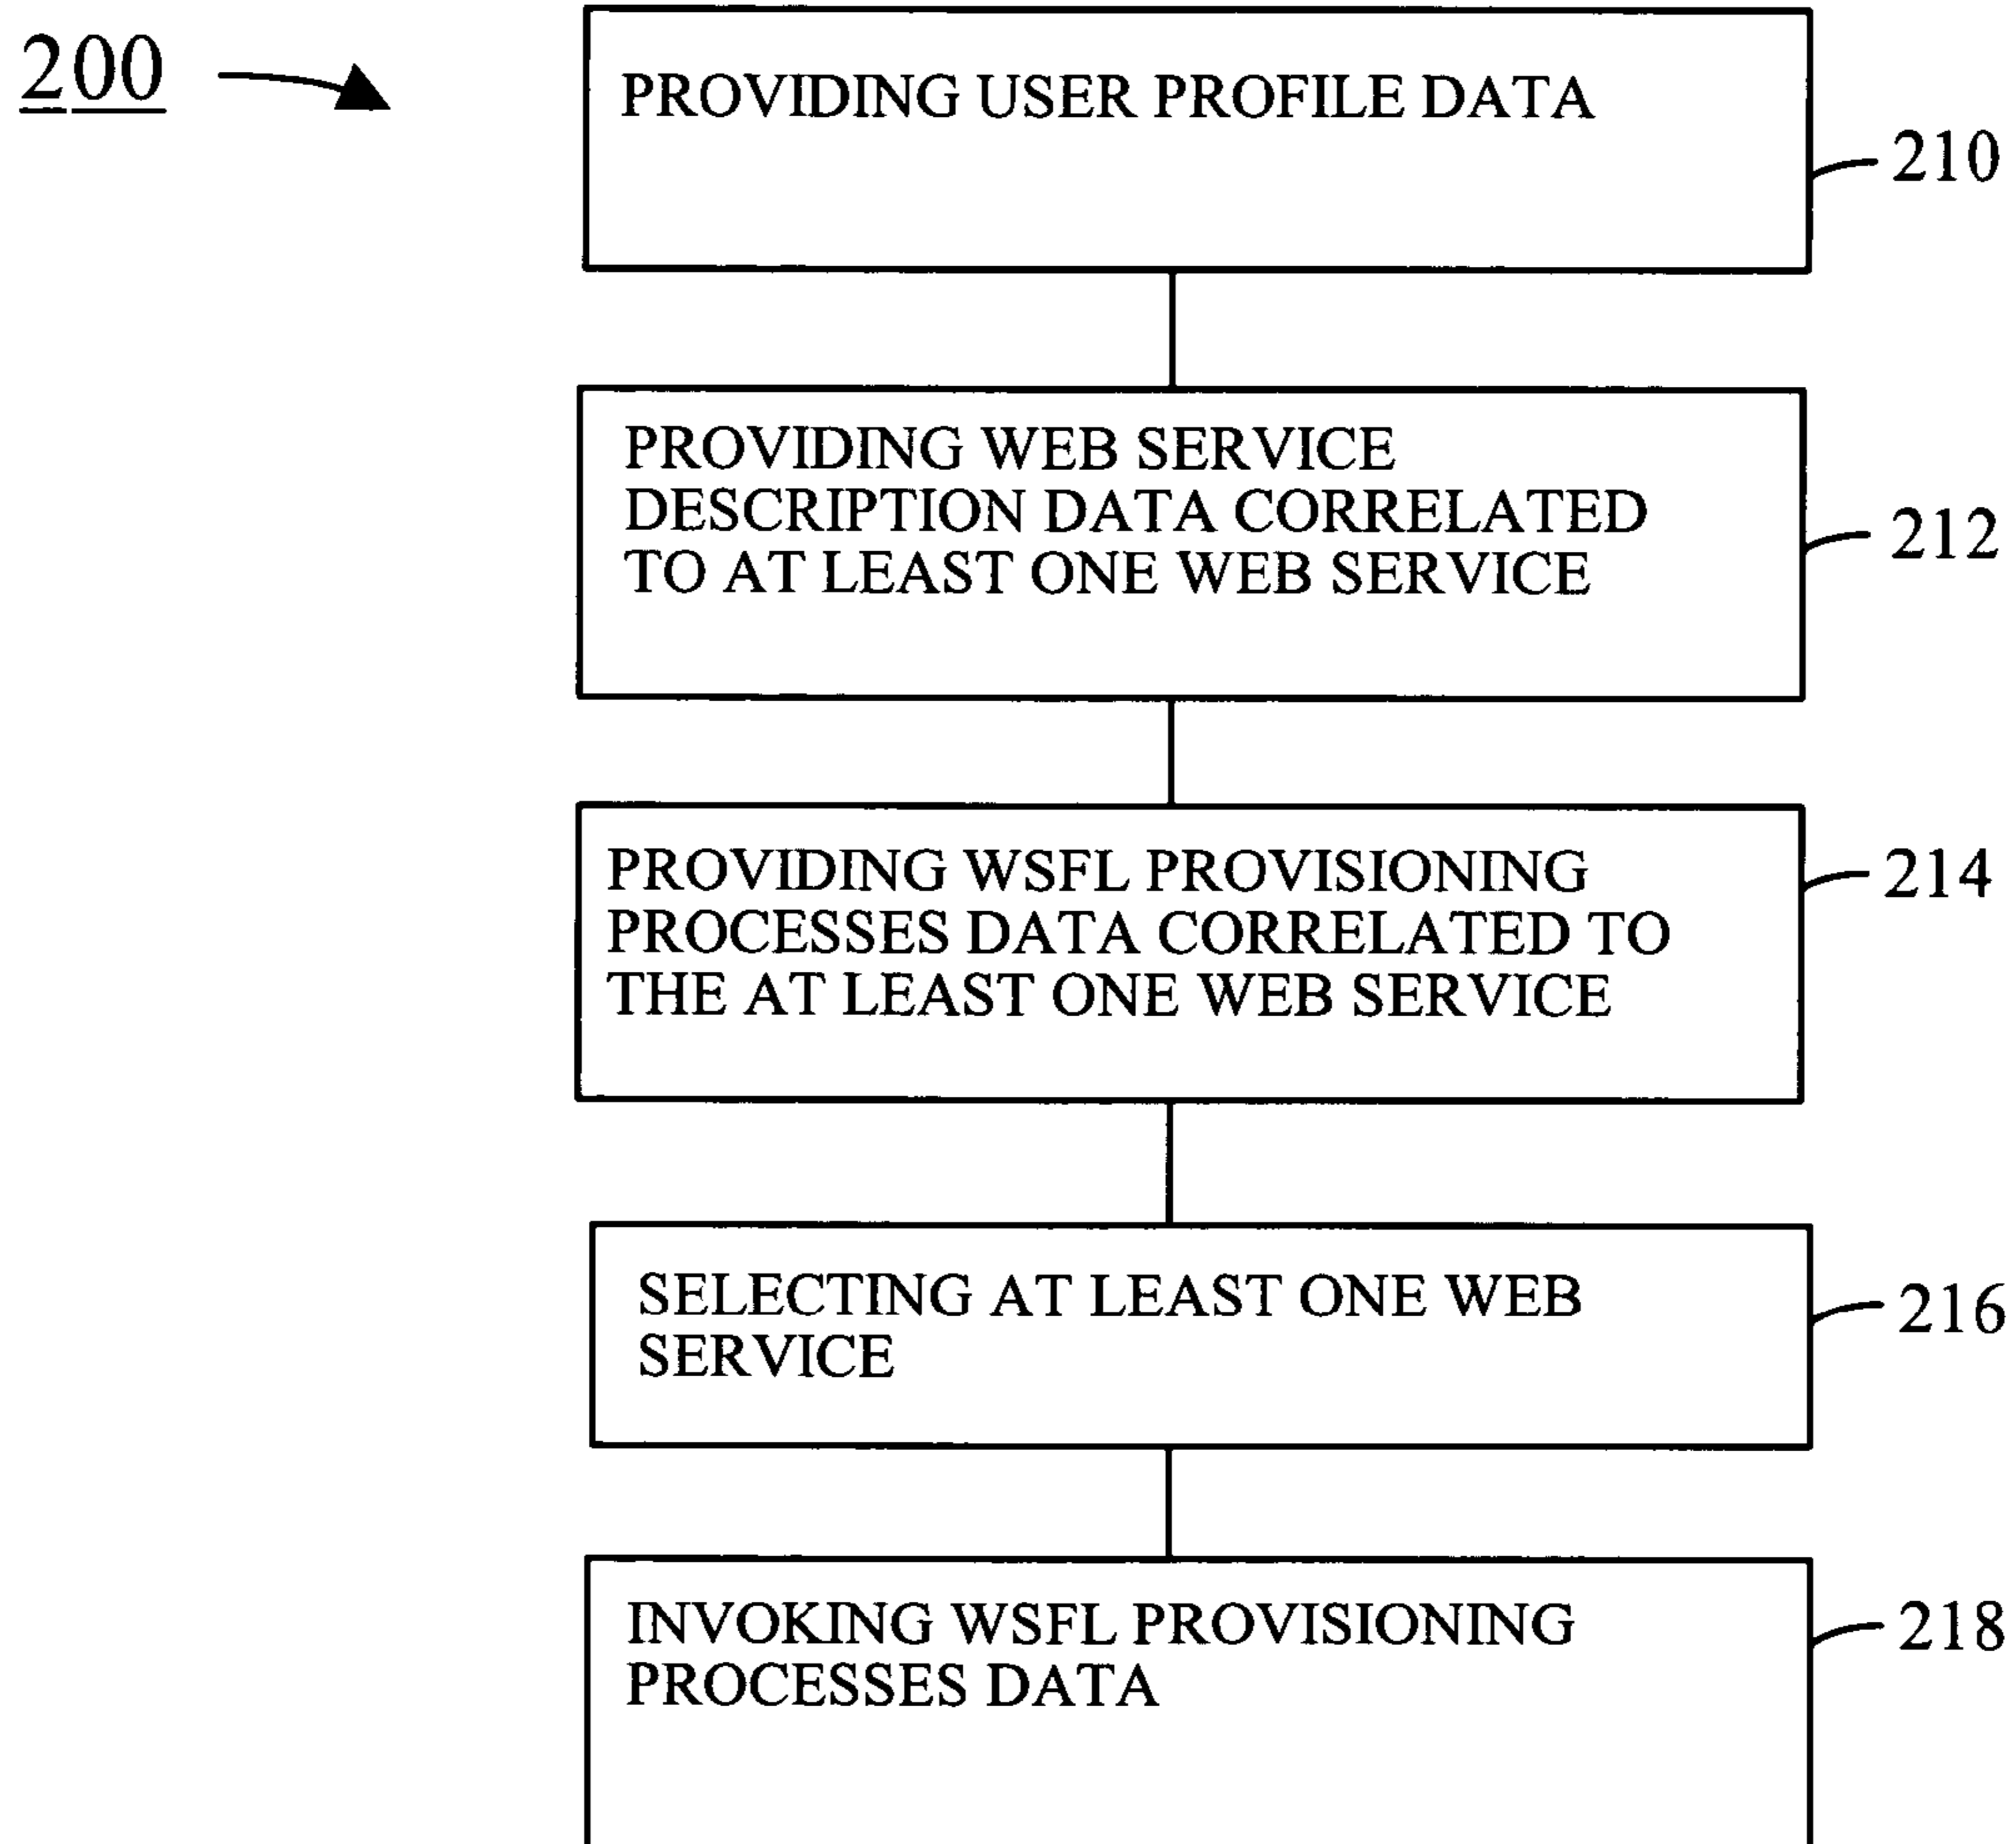 200
PROVIDING USER PROFILE DATA
210
PROVIDING WEB SERVICE
DESCRIPTION DATA CORRELATED
TO AT LEAST ONE WEB SERVICE
212
PROVIDING WSFL PROVISIONING
PROCESSES DATA CORRELATED TO
THE AT LEAST ONE WEB SERVICE
214
SELECTING AT LEAST ONE WEB
SERVICE
216
INVOKING WSFL PROVISIONING
PROCESSES DATA
218